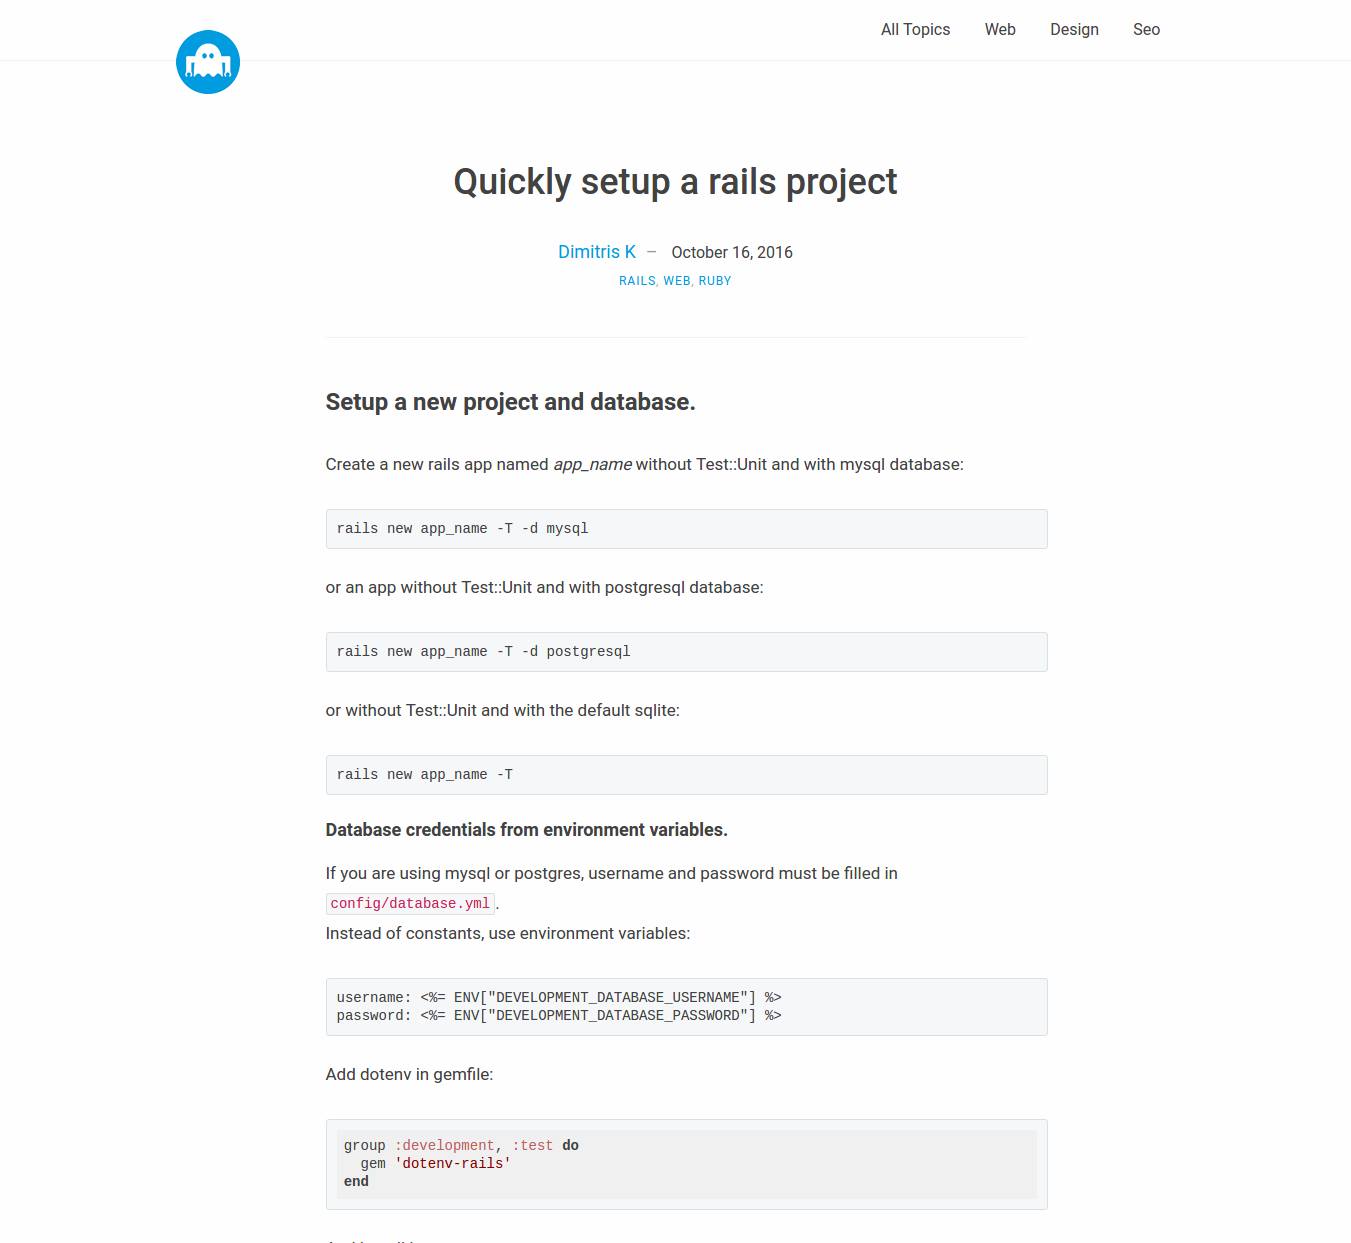 All Topics Web Design Seo
Quickly setup a rails project
Dimitris K – October 16, 2016
RAILS, WEB, RUBY
Setup a new project and database.
Create a new rails app named app_name without Test::Unit and with mysql database:
rails new app_name -T -d mysql
or an app without Test::Unit and with postgresql database:
rails new app_name -T -d postgresql
or without Test::Unit and with the default sqlite:
rails new app_name -T
Database credentials from environment variables.
If you are using mysql or postgres, username and password must be filled in
config/database.yml.
Instead of constants, use environment variables:
username: <%= ENV["DEVELOPMENT_DATABASE_USERNAME"] %>
password: <%= ENV["DEVELOPMENT_DATABASE_PASSWORD"] %>
Add dotenv in gemfile:
group :development, :test do
  gem 'dotenv-rails'
end